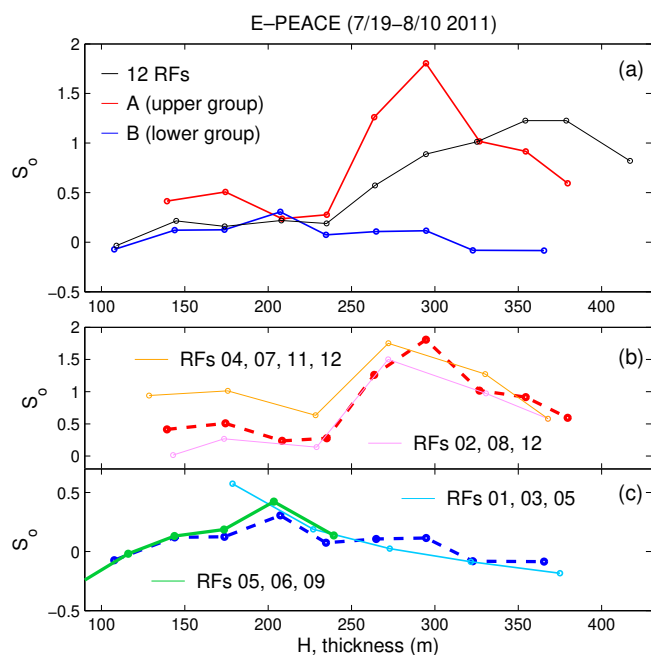 E–PEACE (7/19–8/10 2011)
2
1.5
1
0.5
0
−0.5
S_o
(a)
12 RFs
A (upper group)
B (lower group)
100 150 200 250 300 350 400
2
1.5
1
0.5
0
S_o
(b)
RFs 04, 07, 11, 12
RFs 02, 08, 12
0.5
0
−0.5
S_o
(c)
RFs 01, 03, 05
RFs 05, 06, 09
100 150 200 250 300 350 400
H, thickness (m)